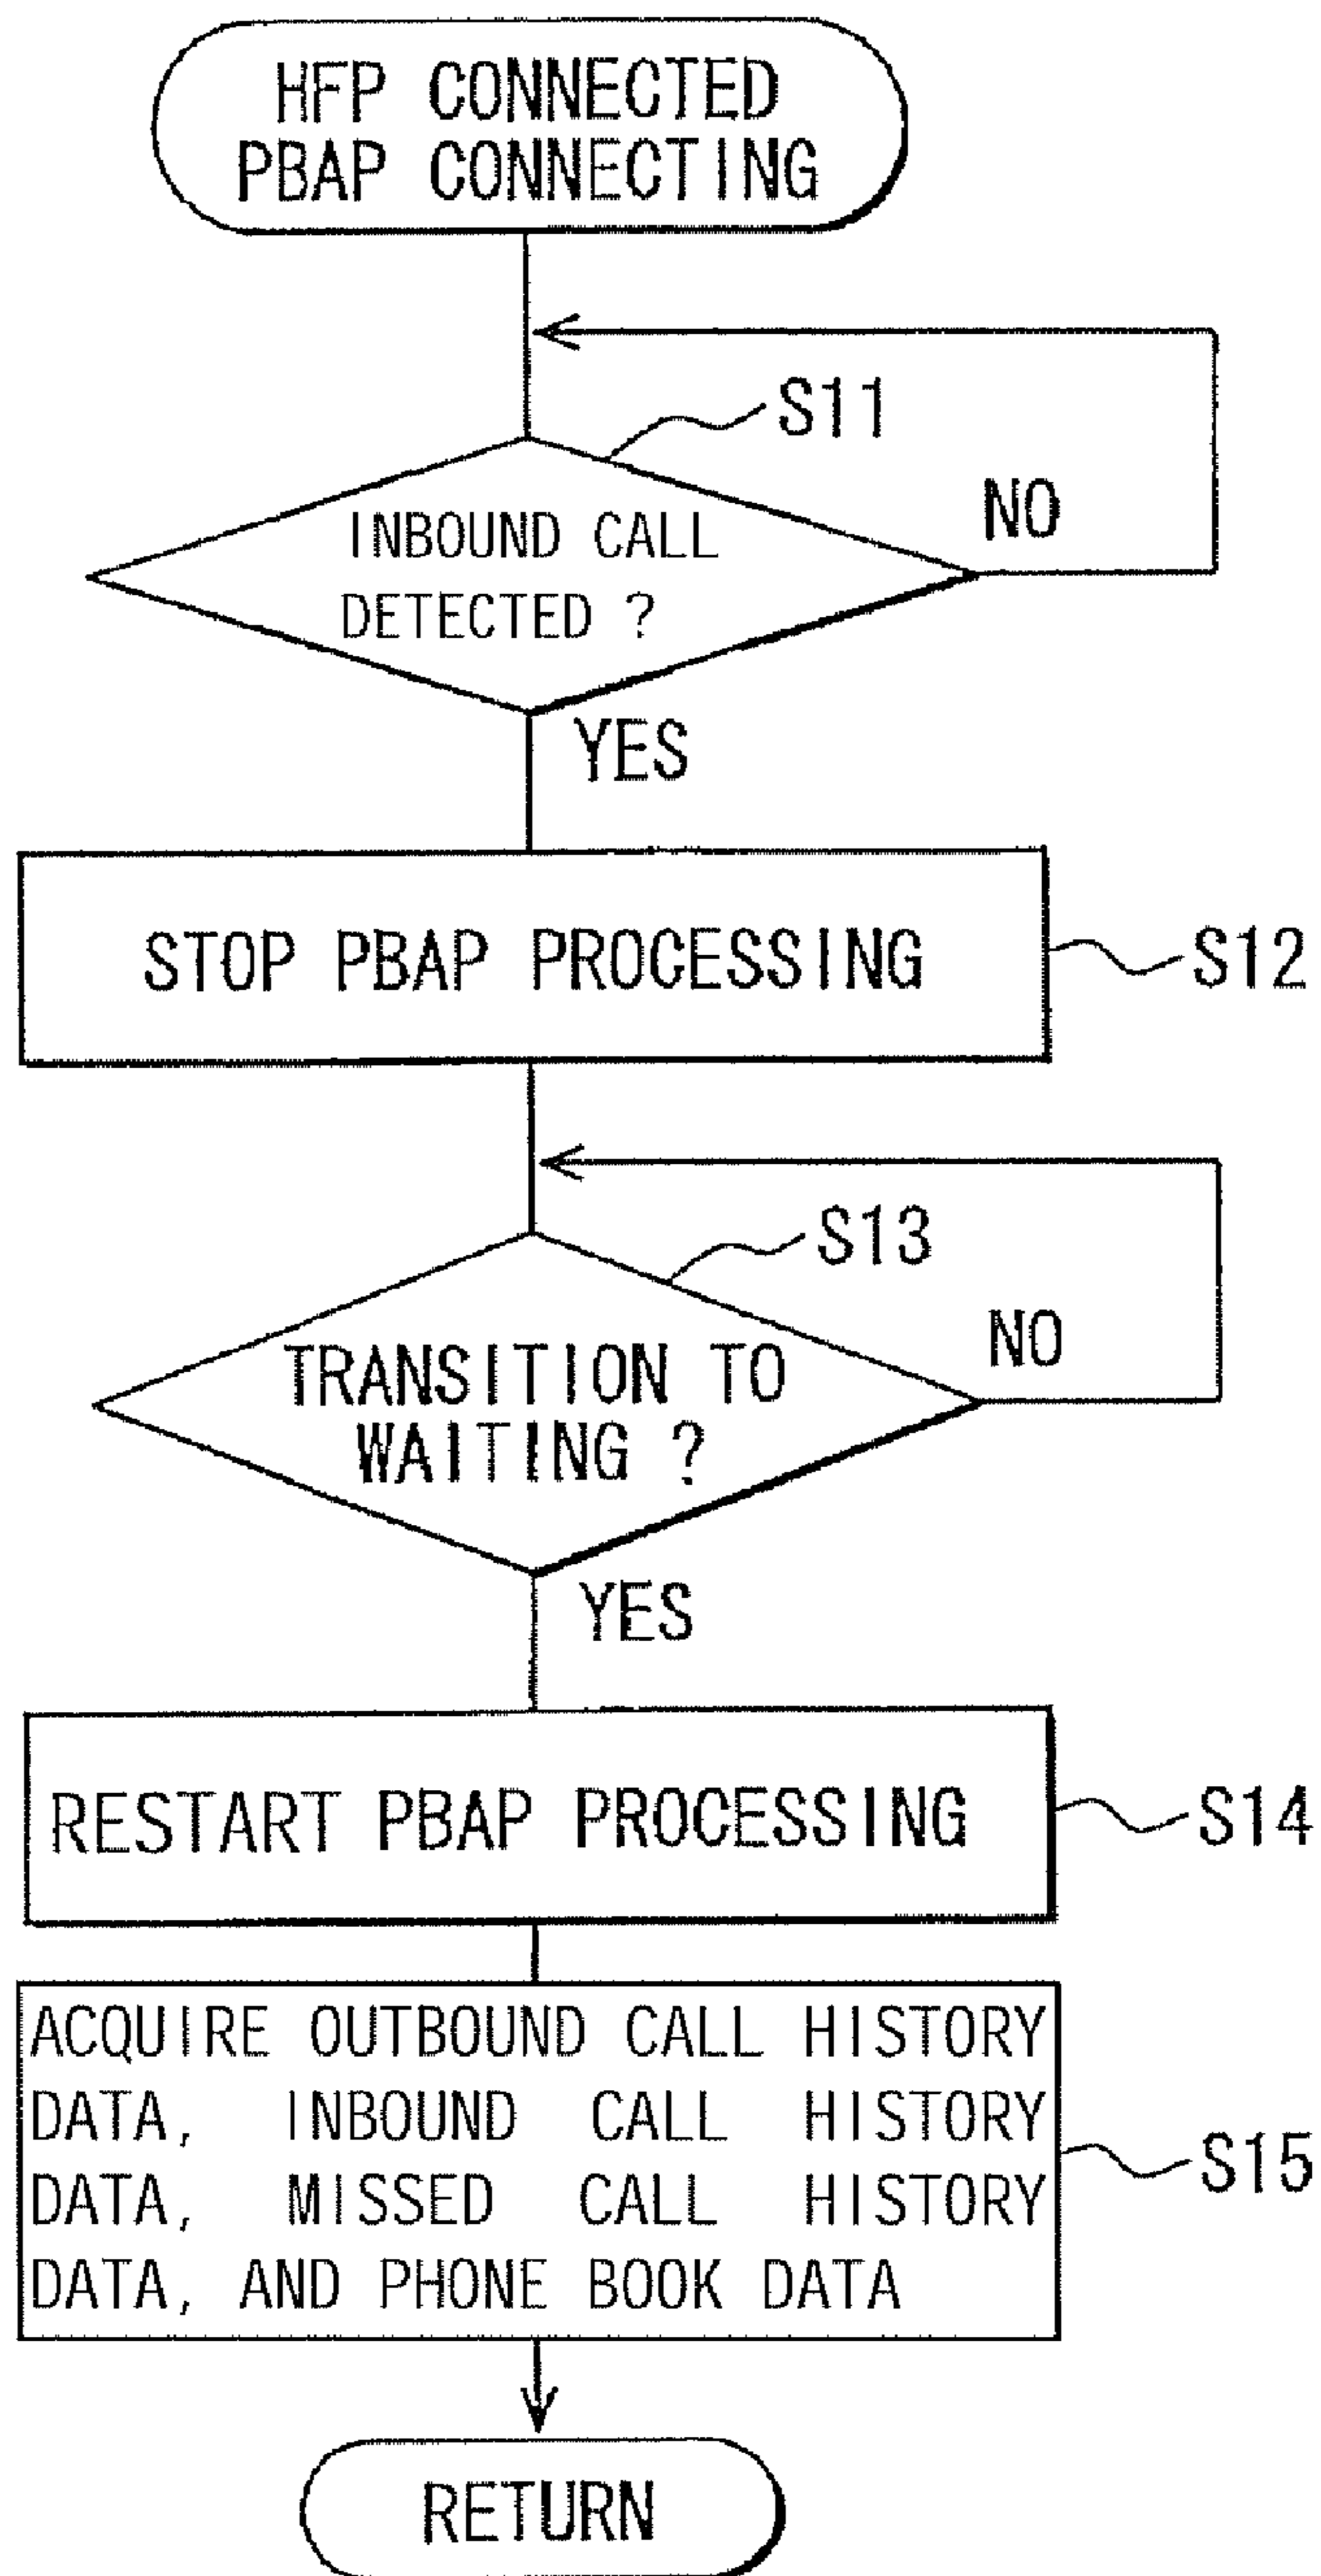 HFP CONNECTED
PBAP CONNECTING
S11
NO
INBOUND CALL
DETECTED ?
YES
STOP PBAP PROCESSING
S12
S13
NO
TRANSITION TO
WAITING ?
YES
RESTART PBAP PROCESSING
S14
ACQUIRE OUTBOUND CALL HISTORY
DATA, INBOUND CALL HISTORY
DATA, MISSED CALL HISTORY
DATA, AND PHONE BOOK DATA
S15
RETURN